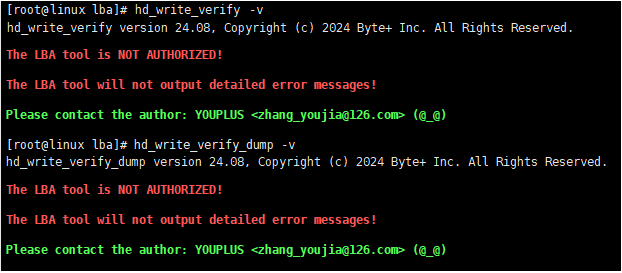 [root@linux lba]# hd_write_verify -v
hd_write_verify version 24.08, Copyright (c) 2024 Byte+ Inc. All Rights Reserved.
The LBA tool is NOT AUTHORIZED!
The LBA tool will not output detailed error messages!
Please contact the author: YOUPLUS <zhang_youjia@126.com> (@_@)
[root@linux lba]# hd_write_verify_dump -v
hd_write_verify_dump version 24.08, Copyright (c) 2024 Byte+ Inc. All Rights Reserved.
The LBA tool is NOT AUTHORIZED!
The LBA tool will not output detailed error messages!
Please contact the author: YOUPLUS <zhang_youjia@126.com> (@_@)